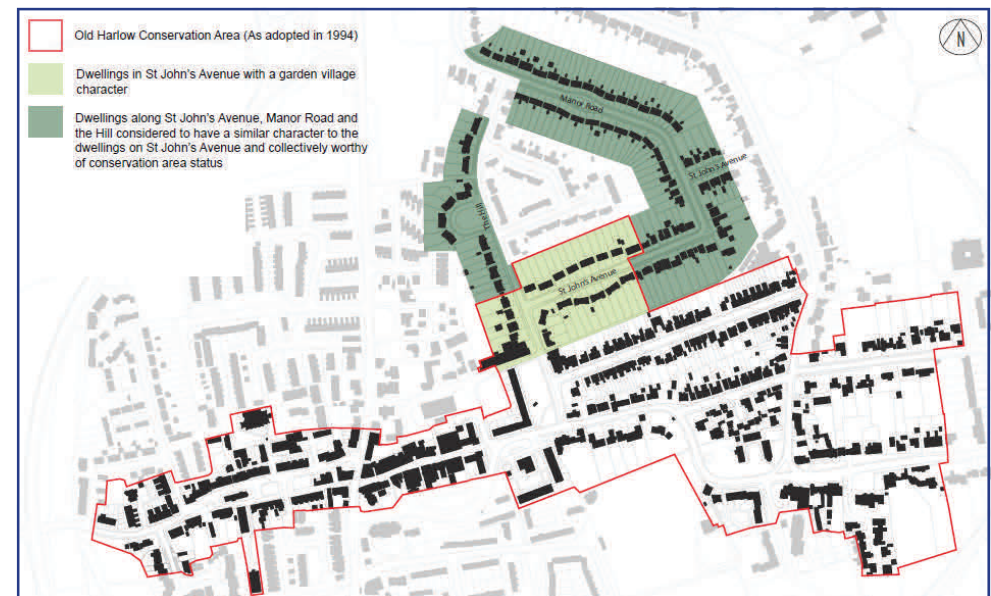 Old Harlow Conservation Area (As adopted in 1994)
Dwellings in St John's Avenue with a garden village
character
Dwellings along St John's Avenue, Manor Road and
the Hill considered to have a similar character to the
dwellings on St John's Avenue and collectively worthy
of conservation area status
N
Manor Road
St John's Avenue
The Hill
St John's Avenue